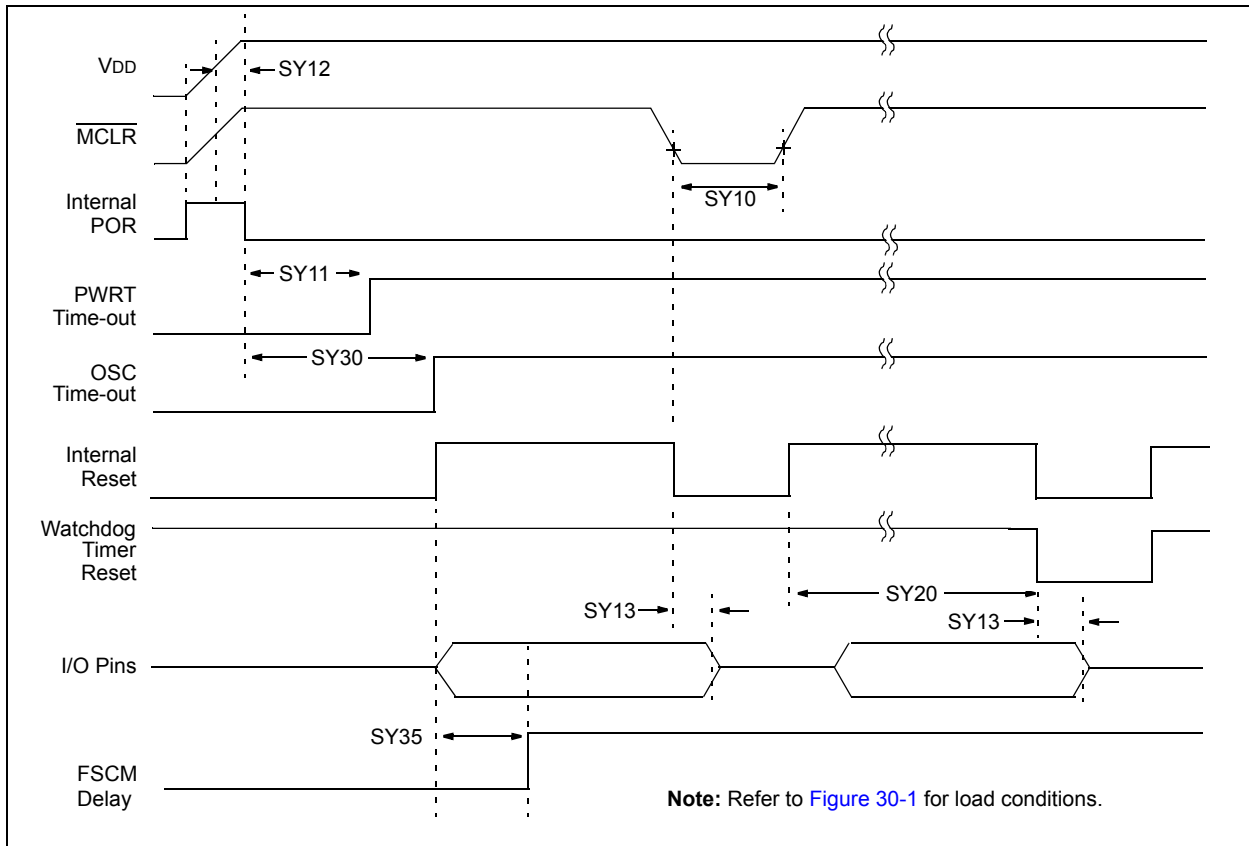 VDD
SY12
MCLR
SY10
Internal
POR
SY11
PWRT
Time-out
SY30
OSC
Time-out
Internal
Reset
Watchdog
Timer
Reset
SY20
SY13
SY13
I/O Pins
SY35
FSCM
Delay
Note: Refer to Figure 30-1 for load conditions.